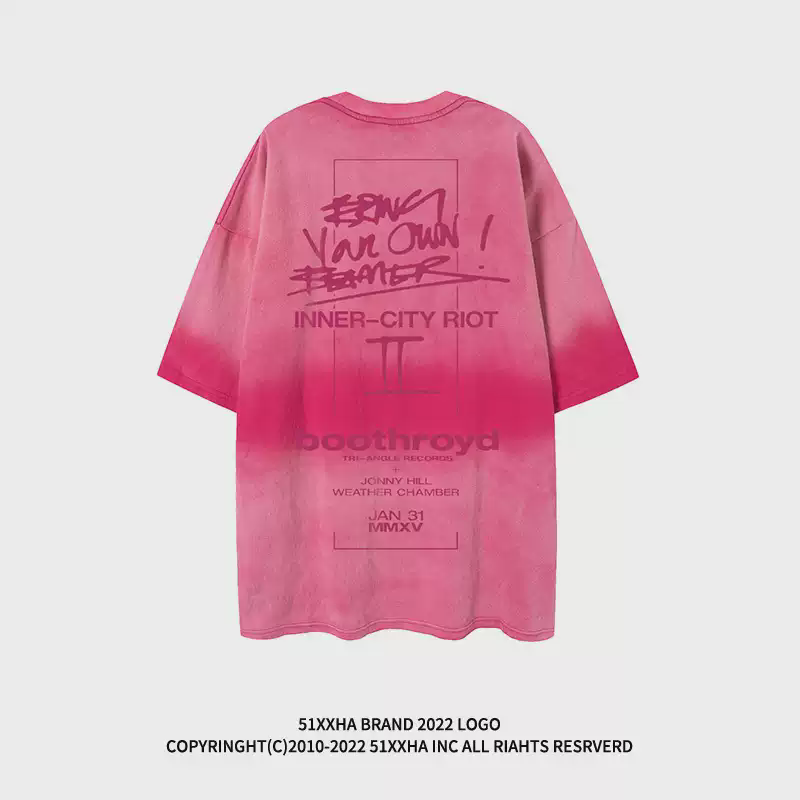 BRING
Your OWN !
BEAMER
INNER-CITY RIOT
II
boothroyd
TRI-ANGLE RECORDS
+
JONNY HILL
WEATHER CHAMBER
JAN 31
MMXV
51XXHA BRAND 2022 LOGO
COPYRINGHT(C)2010-2022 51XXHA INC ALL RIAHTS RESRVERD